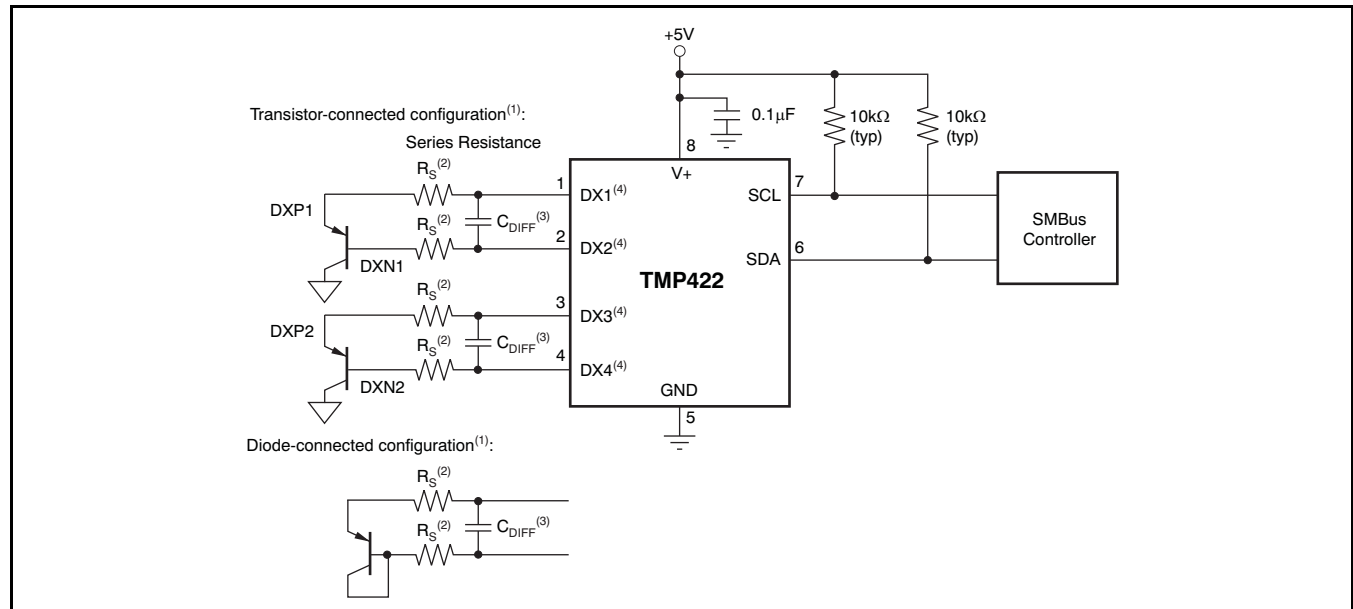 +5V
Transistor-connected configuration(1):
Series Resistance
0.1μF
10kΩ
(typ)
10kΩ
(typ)
8
V+
RS(2)
1
DX1(4)
SCL
7
DXP1
CDIFF(3)
SMBus
Controller
RS(2)
2
DX2(4)
DXN1
SDA
6
TMP422
RS(2)
3
DX3(4)
DXP2
CDIFF(3)
RS(2)
4
DX4(4)
DXN2
GND
5
Diode-connected configuration(1):
RS(2)
CDIFF(3)
RS(2)